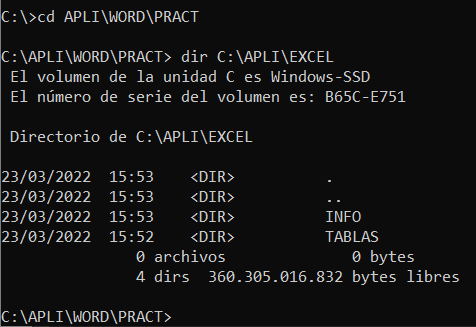 C:\>cd APLI\WORD\PRACT
C:\APLI\WORD\PRACT> dir C:\APLI\EXCEL
El volumen de la unidad C es Windows-SSD
El número de serie del volumen es: B65C-E751
Directorio de C:\APLI\EXCEL
23/03/2022  15:53    <DIR>          .
23/03/2022  15:53    <DIR>          ..
23/03/2022  15:53    <DIR>          INFO
23/03/2022  15:52    <DIR>          TABLAS
0 archivos              0 bytes
4 dirs  360.305.016.832 bytes libres
C:\APLI\WORD\PRACT>